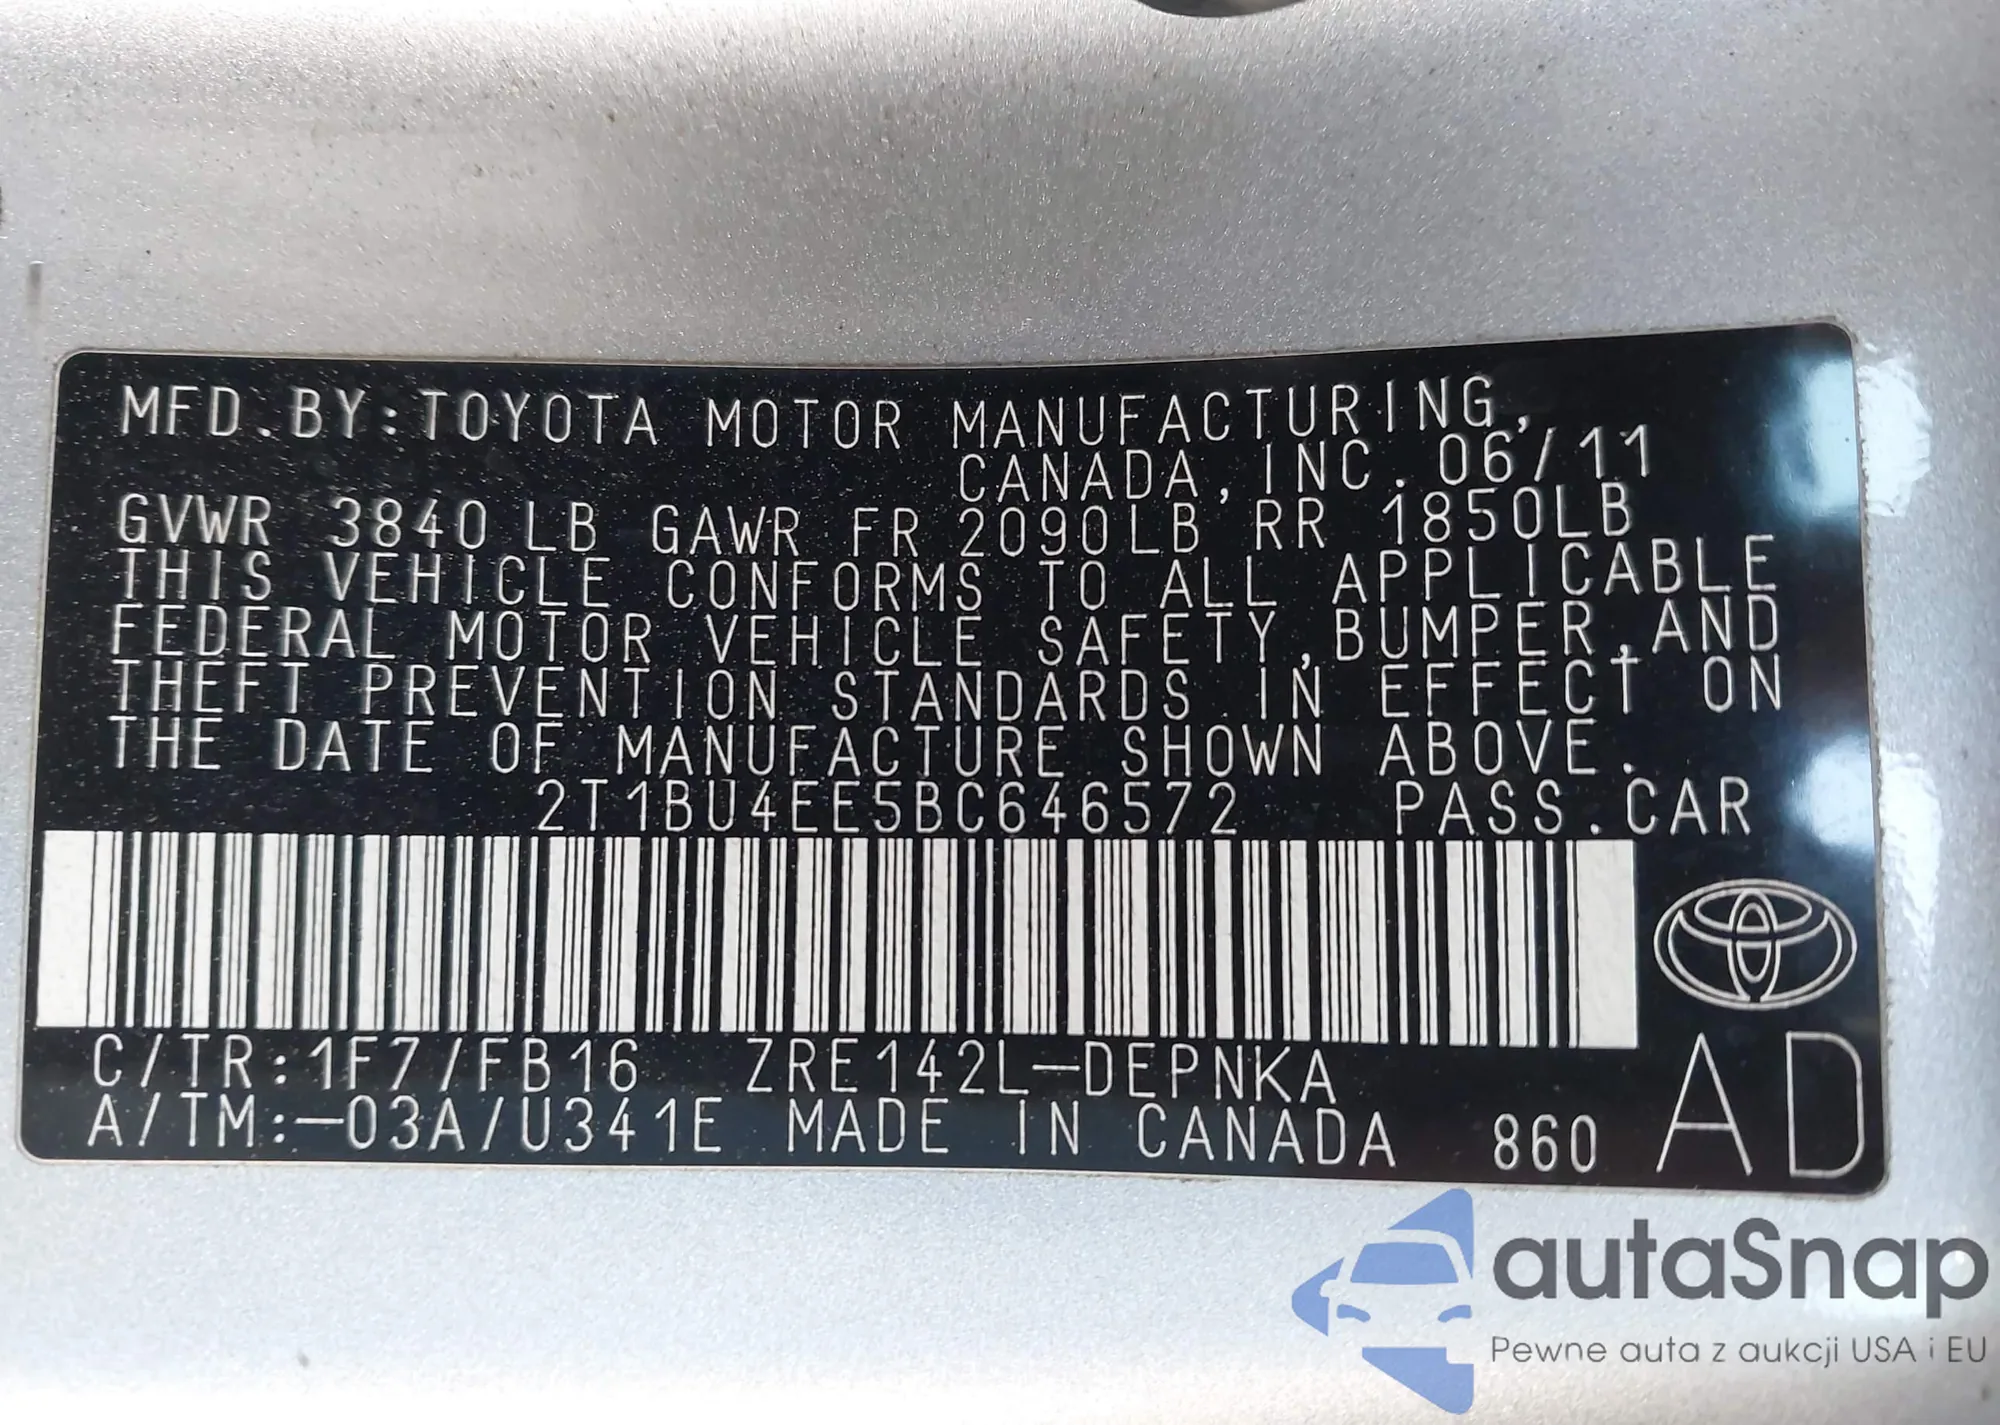 MFD.BY:TOYOTA MOTOR MANUFACTURING,
CANADA,INC. 06/11
GVWR 3840 LB GAWR FR 2090LB RR 1850LB
THIS VEHICLE CONFORMS TO ALL APPLICABLE
FEDERAL MOTOR VEHICLE SAFETY,BUMPER,AND
THEFT PREVENTION STANDARDS IN EFFECT ON
THE DATE OF MANUFACTURE SHOWN ABOVE.
2T1BU4EE5BC646572 PASS.CAR
C/TR:1F7/FB16 ZRE142L-DEPNKA
A/TM:-03A/U341E MADE IN CANADA 860 AD
autaSnap
Pewne auta z aukcji USA i EU